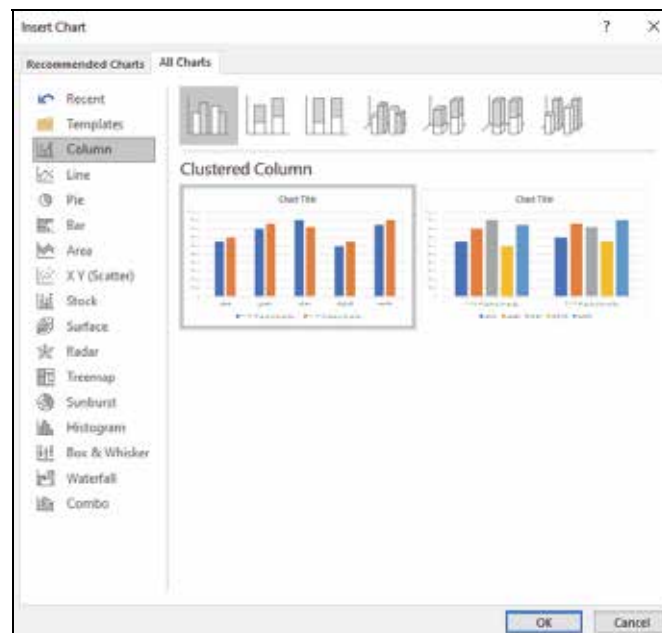 Insert Chart
?
Recommended Charts
All Charts
Recent
Templates
Column
Line
Pie
Bar
Area
X Y (Scatter)
Stock
Surface
Radar
Treemap
Sunburst
Histogram
Box & Whisker
Waterfall
Combo
Clustered Column
Chart Title
Chart Title
OK
Cancel